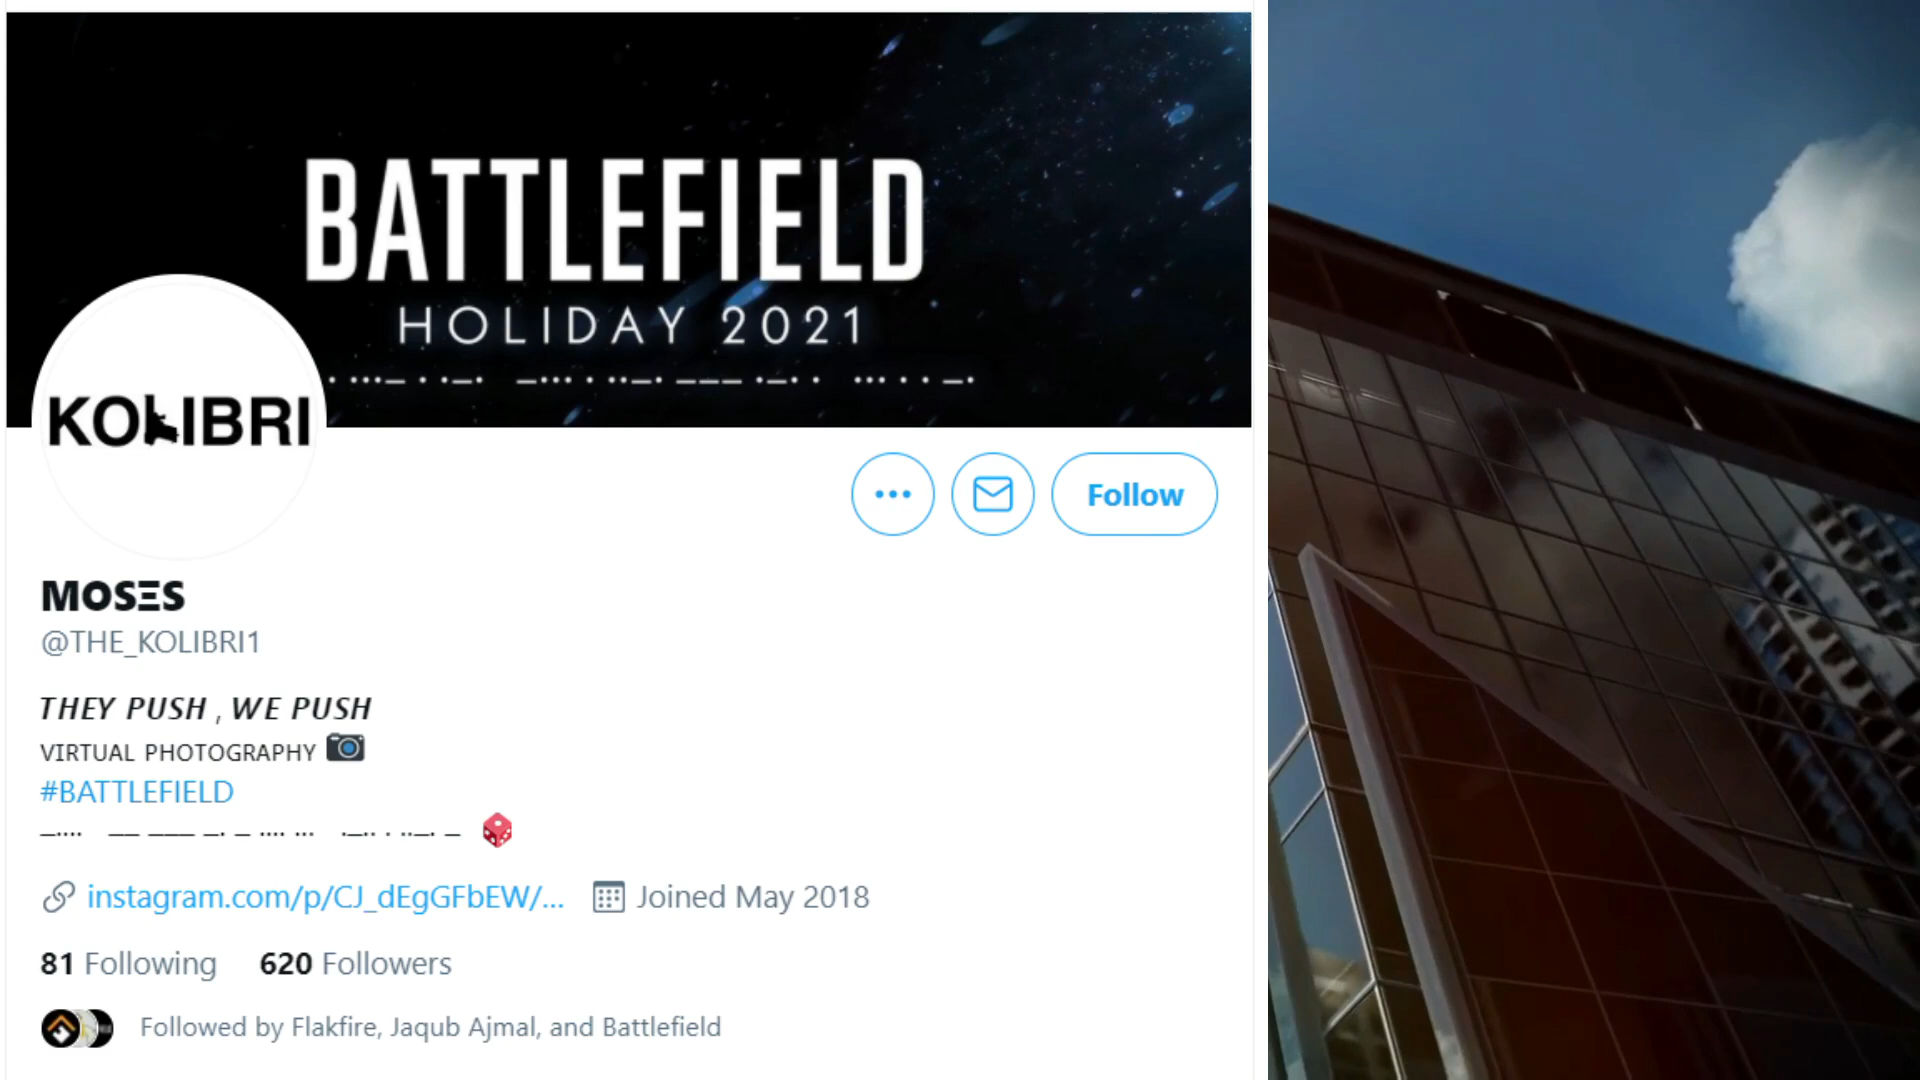 BATTLEFIELD
HOLIDAY 2021
· ···— · ·—· —··· · ··—· ——— ·—· · ··· · · —·
KOLIBRI
Follow
MOSΞS
@THE_KOLIBRI1
THEY PUSH , WE PUSH
VIRTUAL PHOTOGRAPHY 📷
#BATTLEFIELD
—···· —— ——— —· — ···· ··· ·—·· · ··—· — 🎲
instagram.com/p/CJ_dEgGFbEW/...
Joined May 2018
81 Following 620 Followers
Followed by Flakfire, Jaqub Ajmal, and Battlefield